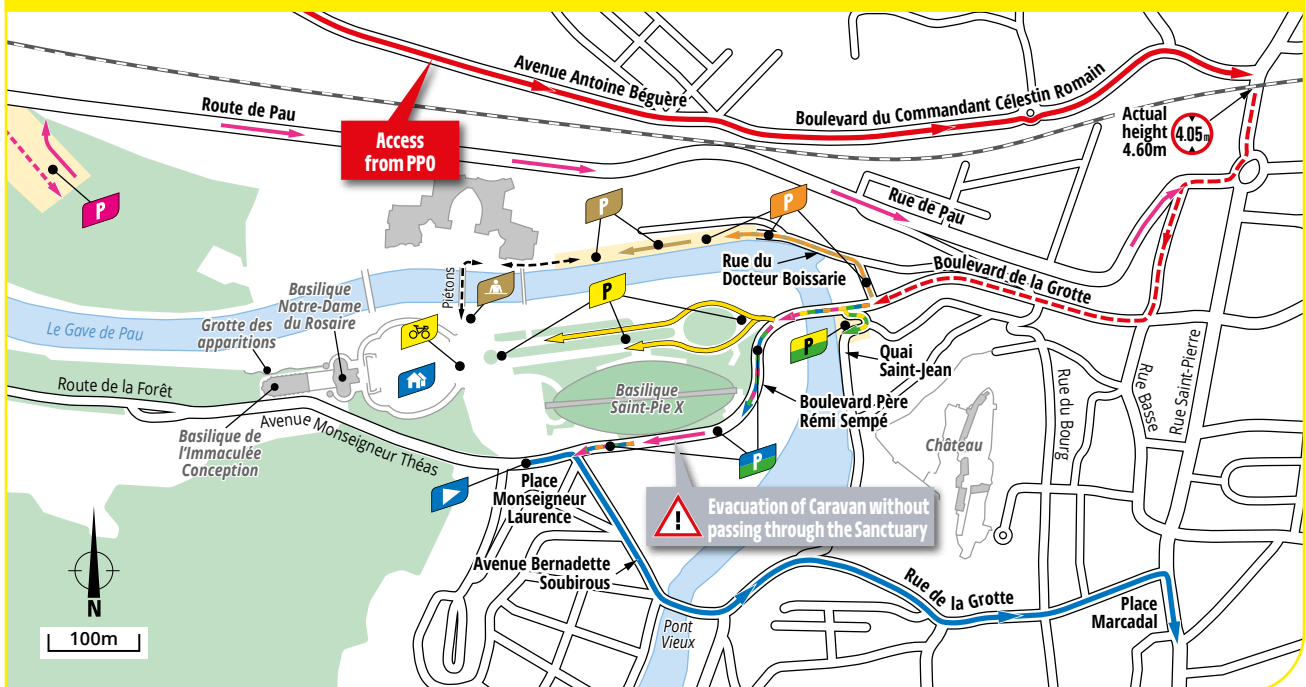 Avenue Antoine Béguère
Boulevard du Commandant Célestin Romain
Route de Pau
Access
from PPO
Actual
height
4.60m
4.05m
P
P
P
Rue de Pau
Rue du
Docteur Boissarie
Boulevard de la Grotte
Piétons
P
Basilique
Notre-Dame
du Rosaire
Le Gave de Pau
Grotte des
apparitions
P
Quai
Saint-Jean
Route de la Forêt
Basilique
Saint-Pie X
Boulevard Père
Rémi Sempé
Rue du Bourg
Rue Basse
Rue Saint-Pierre
Avenue Monseigneur Théas
Basilique de
l'Immaculée
Conception
Château
P
Place
Monseigneur
Laurence
!
Evacuation of Caravan without
passing through the Sanctuary
Avenue Bernadette
Soubirous
Rue de la Grotte
Place
Marcadal
Pont
Vieux
N
100m